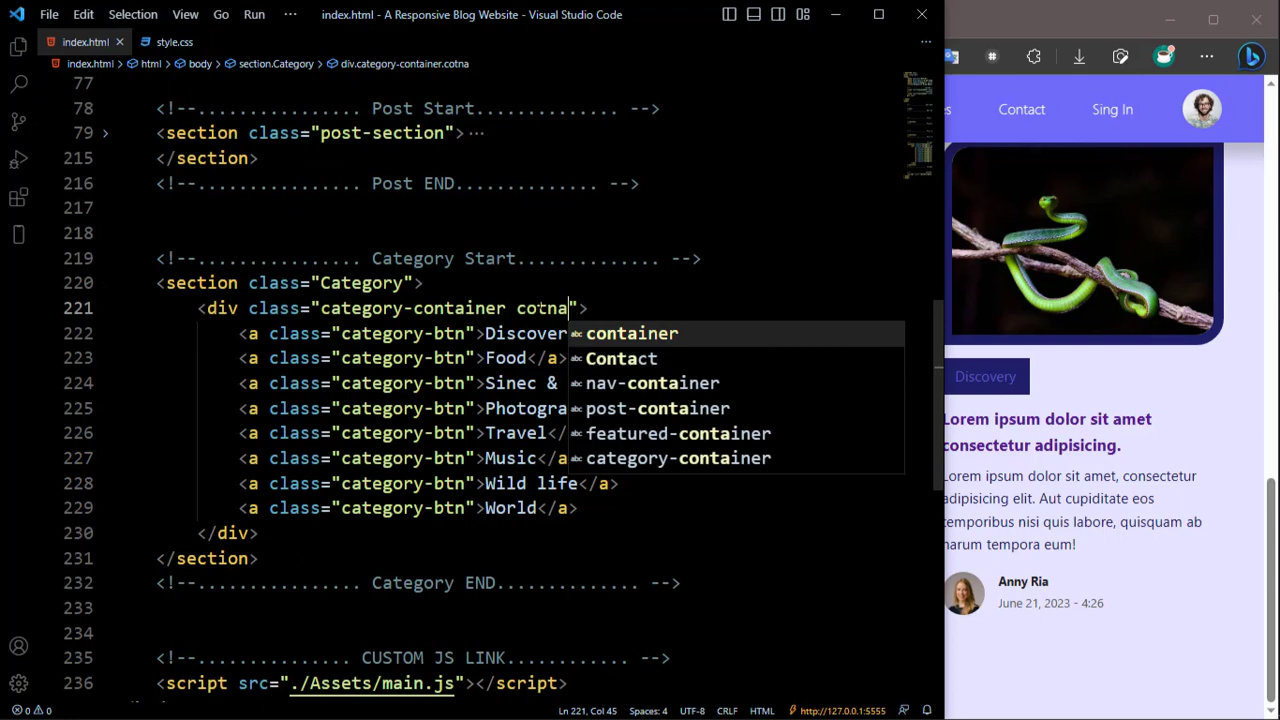 File Edit Selection View Go Run ··· index.html - A Responsive Blog Website - Visual Studio Code
index.html style.css
index.html > html > body > section.Category > div.category-container.cotna
77
78 <!--................ Post Start............... -->
79 <section class="post-section">···
215 </section>
216 <!--................ Post END.............. -->
217
218
219 <!--................ Category Start.............. -->
220 <section class="Category">
221 <div class="category-container cotna">
222 <a class="category-btn">Discover
223 <a class="category-btn">Food</a>
224 <a class="category-btn">Sinec &
225 <a class="category-btn">Photogra
226 <a class="category-btn">Travel</
227 <a class="category-btn">Music</a
228 <a class="category-btn">Wild life</a>
229 <a class="category-btn">World</a>
230 </div>
231 </section>
232 <!--................ Category END.............. -->
233
234
235 <!--................ CUSTOM JS LINK............ -->
236 <script src="./Assets/main.js"></script>
abc container
abc Contact
abc nav-container
abc post-container
abc featured-container
abc category-container
0 0 Ln 221, Col 45 Spaces: 4 UTF-8 CRLF HTML http://127.0.0.1:5555
es Contact Sing In
Discovery
Lorem ipsum dolor sit amet
consectetur adipisicing.
Lorem ipsum dolor sit amet, consectetur
adipisicing elit. Aut cupiditate eos
temporibus nisi quis labore, quisquam ab
harum tempora eum!
Anny Ria
June 21, 2023 - 4:26